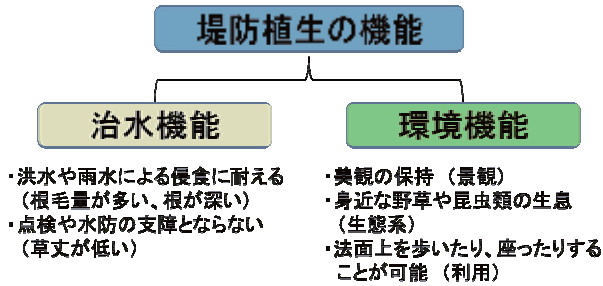 堤防植生の機能
治水機能
・洪水や雨水による侵食に耐える
（根毛量が多い、根が深い）
・点検や水防の支障とならない
（草丈が低い）
環境機能
・美観の保持 （景観）
・身近な野草や昆虫類の生息
（生態系）
・法面上を歩いたり、座ったりする
ことが可能 （利用）